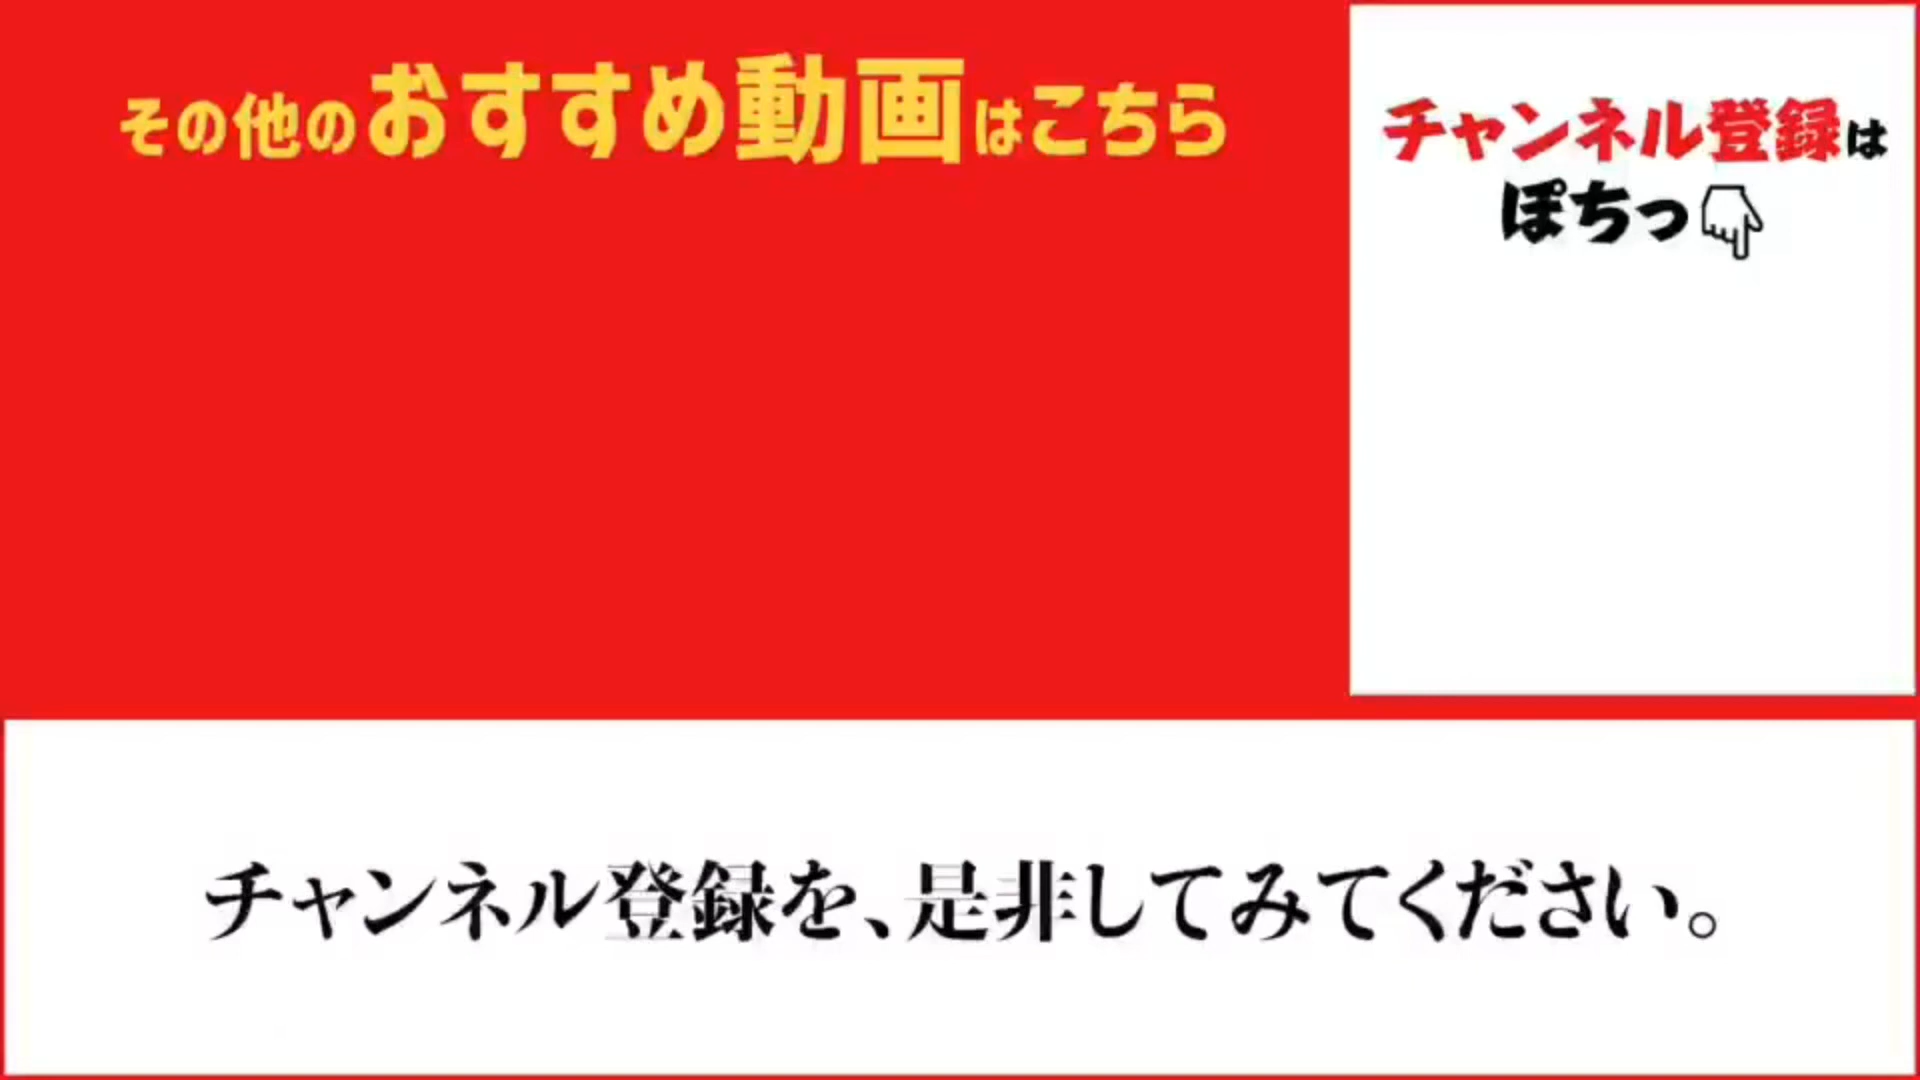 その他のおすすめ動画はこちら
チャンネル登録は
ぽちっ👇
チャンネル登録を、是非してみてください。